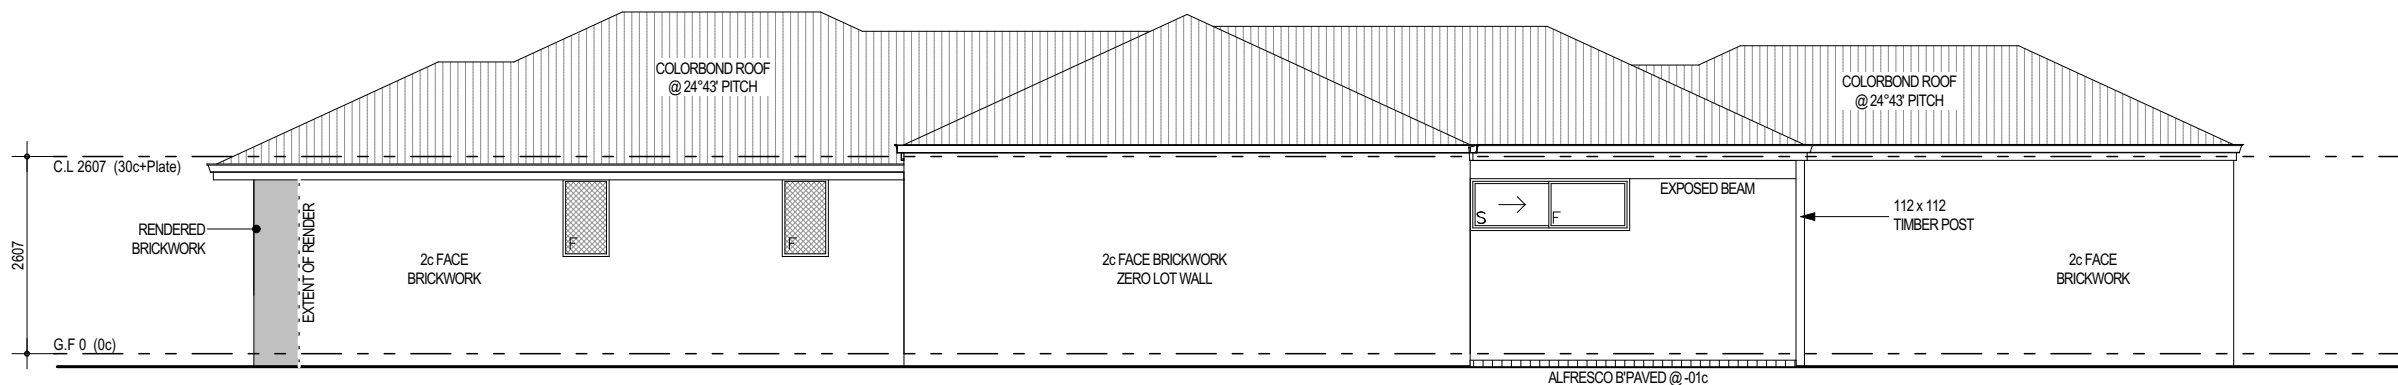 COLORBOND ROOF
@ 24°43' PITCH
COLORBOND ROOF
@ 24°43' PITCH
C.L 2607 (30c+Plate)
2607
RENDERED
BRICKWORK
EXTENT OF RENDER
2c FACE
BRICKWORK
F
F
2c FACE BRICKWORK
ZERO LOT WALL
S
F
EXPOSED BEAM
112 x 112
TIMBER POST
2c FACE
BRICKWORK
G.F 0 (0c)
ALFRESCO B'PAVED @ -01c